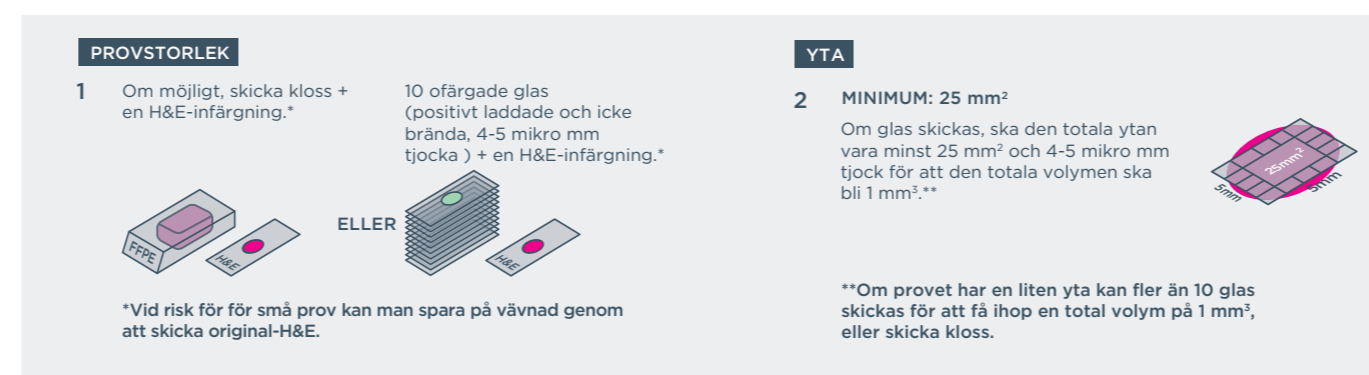 PROVSTORLEK
1
Om möjligt, skicka kloss +
en H&E-infärgning.*
FFPE
H&E
ELLER
10 ofärgade glas
(positivt laddade och icke
brända, 4-5 mikro mm
tjocka ) + en H&E-infärgning.*
H&E
*Vid risk för för små prov kan man spara på vävnad genom
att skicka original-H&E.
YTA
2
MINIMUM: 25 mm²
Om glas skickas, ska den totala ytan
vara minst 25 mm² och 4-5 mikro mm
tjock för att den totala volymen ska
bli 1 mm³.**
25mm²
5mm
5mm
**Om provet har en liten yta kan fler än 10 glas
skickas för att få ihop en total volym på 1 mm³,
eller skicka kloss.